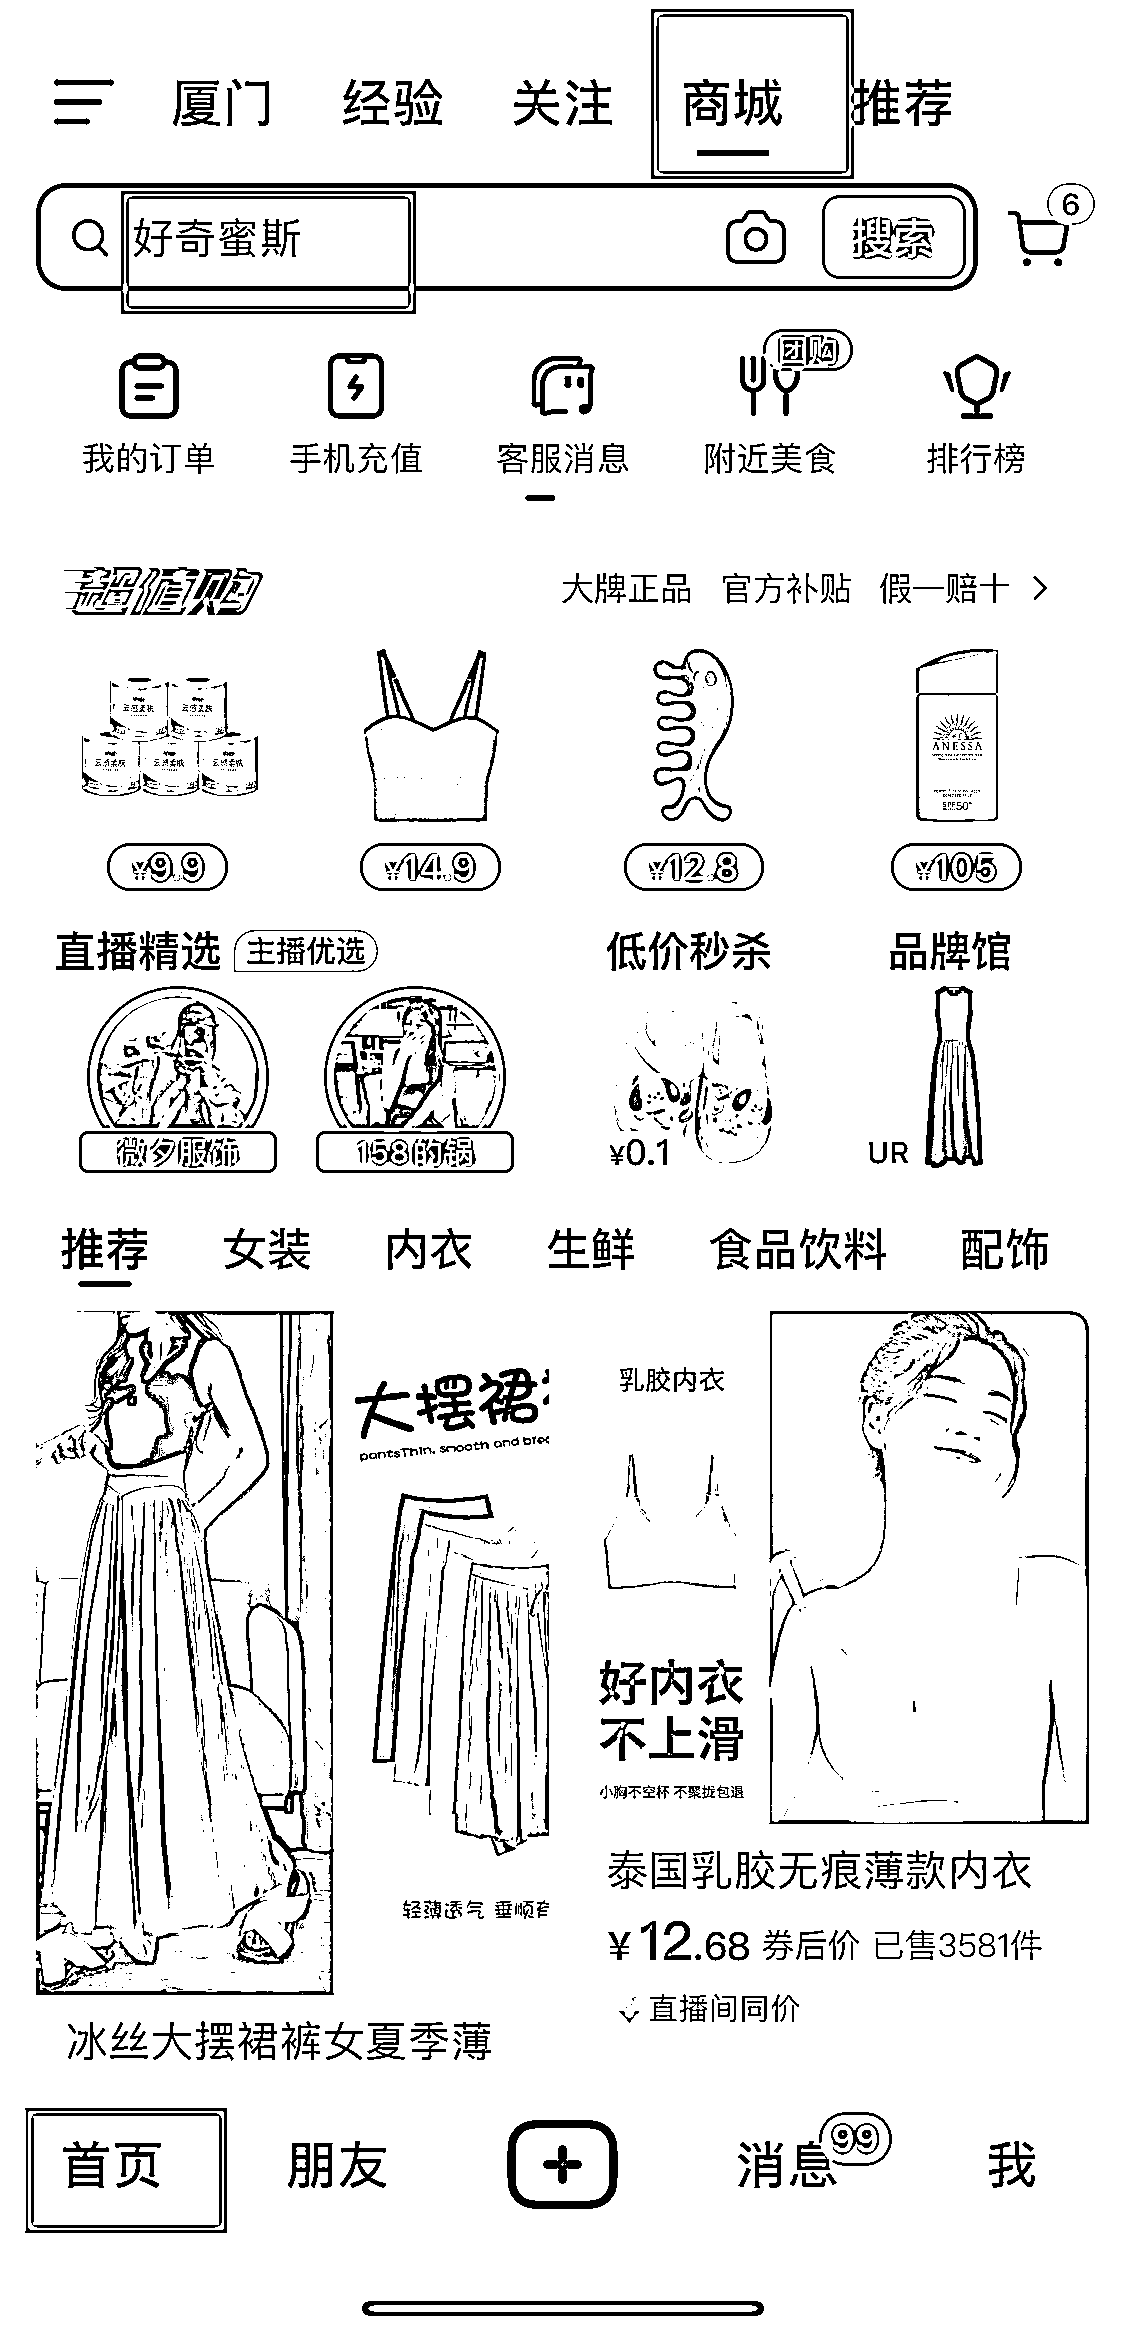 厦门 经验 关注 商城 推荐
好奇蜜斯 搜索 6
团购
我的订单 手机充值 客服消息 附近美食 排行榜
超值购 大牌正品 官方补贴 假一赔十
ANESSA
SPF50+
¥9.9 ¥14.9 ¥12.8 ¥105
直播精选 主播优选 低价秒杀 品牌馆
微夕服饰 158的锅 ¥0.1 UR
推荐 女装 内衣 生鲜 食品饮料 配饰
大摆裙
pantsThin, smooth and brea
轻薄透气 垂顺有
冰丝大摆裙裤女夏季薄
乳胶内衣
好内衣
不上滑
小胸不空杯 不聚拢包退
泰国乳胶无痕薄款内衣
¥12.68 券后价 已售3581件
直播间同价
首页 朋友 消息 99 我